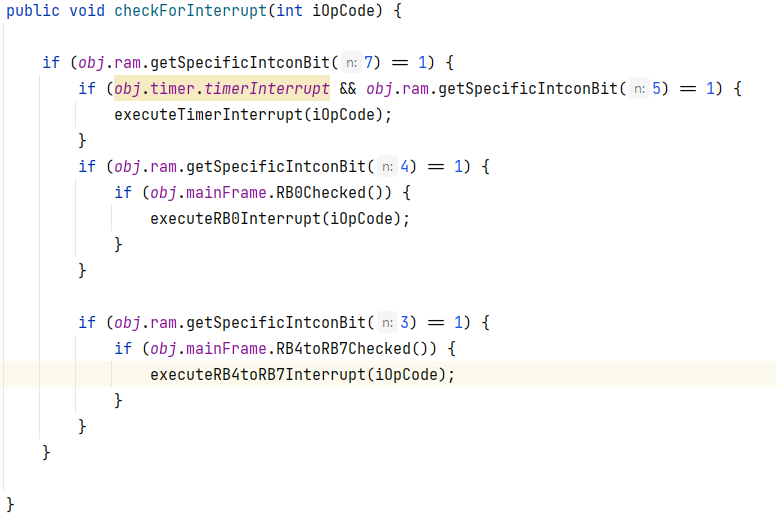 public void checkForInterrupt(int iOpCode) {
if (obj.ram.getSpecificIntconBit( n: 7) == 1) {
if (obj.timer.timerInterrupt && obj.ram.getSpecificIntconBit( n: 5) == 1) {
executeTimerInterrupt(iOpCode);
}
if (obj.ram.getSpecificIntconBit( n: 4) == 1) {
if (obj.mainFrame.RB0Checked()) {
executeRB0Interrupt(iOpCode);
}
}
if (obj.ram.getSpecificIntconBit( n: 3) == 1) {
if (obj.mainFrame.RB4toRB7Checked()) {
executeRB4toRB7Interrupt(iOpCode);
}
}
}
}